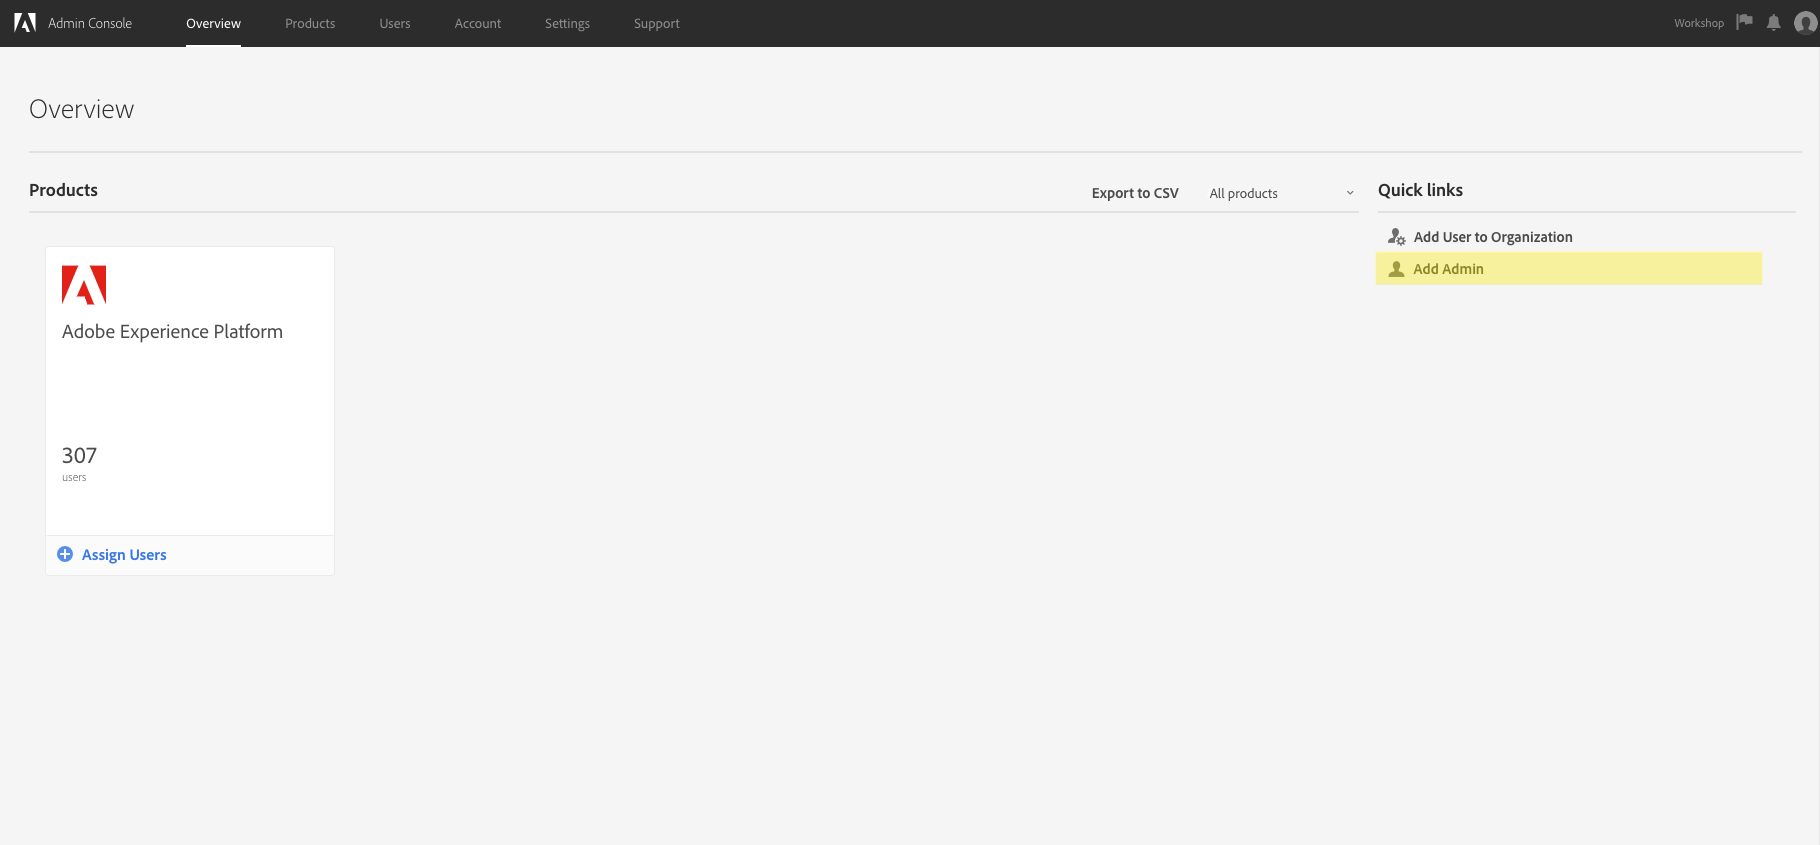 Admin Console Overview Products Users Account Settings Support Workshop
Overview
Products Export to CSV All products Quick links
Add User to Organization
Add Admin
Adobe Experience Platform
307
users
Assign Users